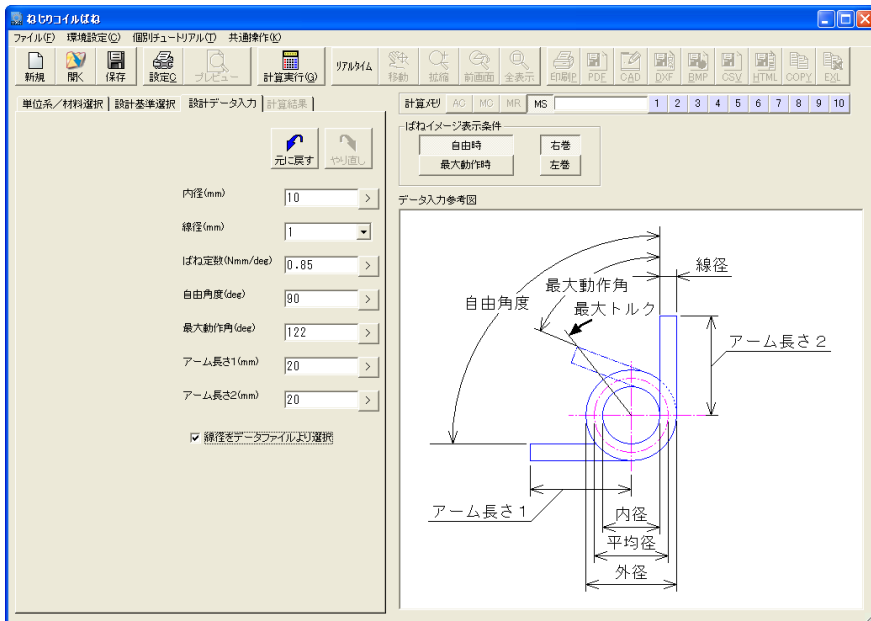 ねじりコイルばね
ファイル(F) 環境設定(C) 個別チュートリアル(T) 共通操作(K)
新規 開く 保存 設定C プレビュー 計算実行(G) リアルタイム 移動 拡縮 前画面 全表示 印刷P PDF CAD DXF BMP CSV HTML COPY EXL
単位系/材料選択 設計基準選択 設計データ入力 計算結果
計算メモリ AC MC MR MS 1 2 3 4 5 6 7 8 9 10
元に戻す やり直し
内径(mm) 10 >
線径(mm) 1
ばね定数(Nmm/deg) 0.85 >
自由角度(deg) 90 >
最大動作角(deg) 122 >
アーム長さ1(mm) 20 >
アーム長さ2(mm) 20 >
線径をデータファイルより選択
ばねイメージ表示条件
自由時 右巻
最大動作時 左巻
データ入力参考図
線径
最大動作角
自由角度
最大トルク
アーム長さ2
アーム長さ1
内径
平均径
外径